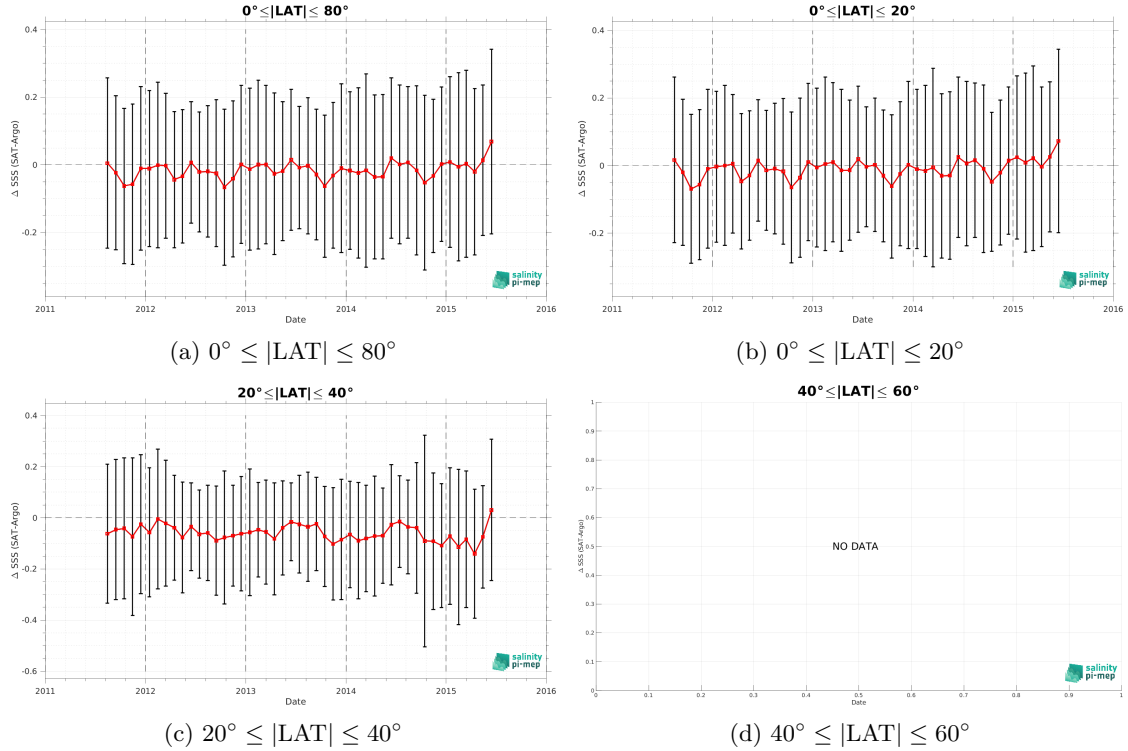 0°≤|LAT|≤ 80°
0.4
0.2
0
-0.2
Δ SSS (SAT-Argo)
2011 2012 2013 2014 2015 2016
Date
salinity
pi-mep
(a) 0° ≤ |LAT| ≤ 80°
0°≤|LAT|≤ 20°
0.4
0.2
0
-0.2
Δ SSS (SAT-Argo)
2011 2012 2013 2014 2015 2016
Date
salinity
pi-mep
(b) 0° ≤ |LAT| ≤ 20°
20°≤|LAT|≤ 40°
0.4
0.2
0
-0.2
-0.4
-0.6
Δ SSS (SAT-Argo)
2011 2012 2013 2014 2015 2016
Date
salinity
pi-mep
(c) 20° ≤ |LAT| ≤ 40°
40°≤|LAT|≤ 60°
1
0.9
0.8
0.7
0.6
0.5
0.4
0.3
0.2
0.1
0
Δ SSS (SAT-Argo)
NO DATA
0 0.1 0.2 0.3 0.4 0.5 0.6 0.7 0.8 0.9 1
Date
salinity
pi-mep
(d) 40° ≤ |LAT| ≤ 60°